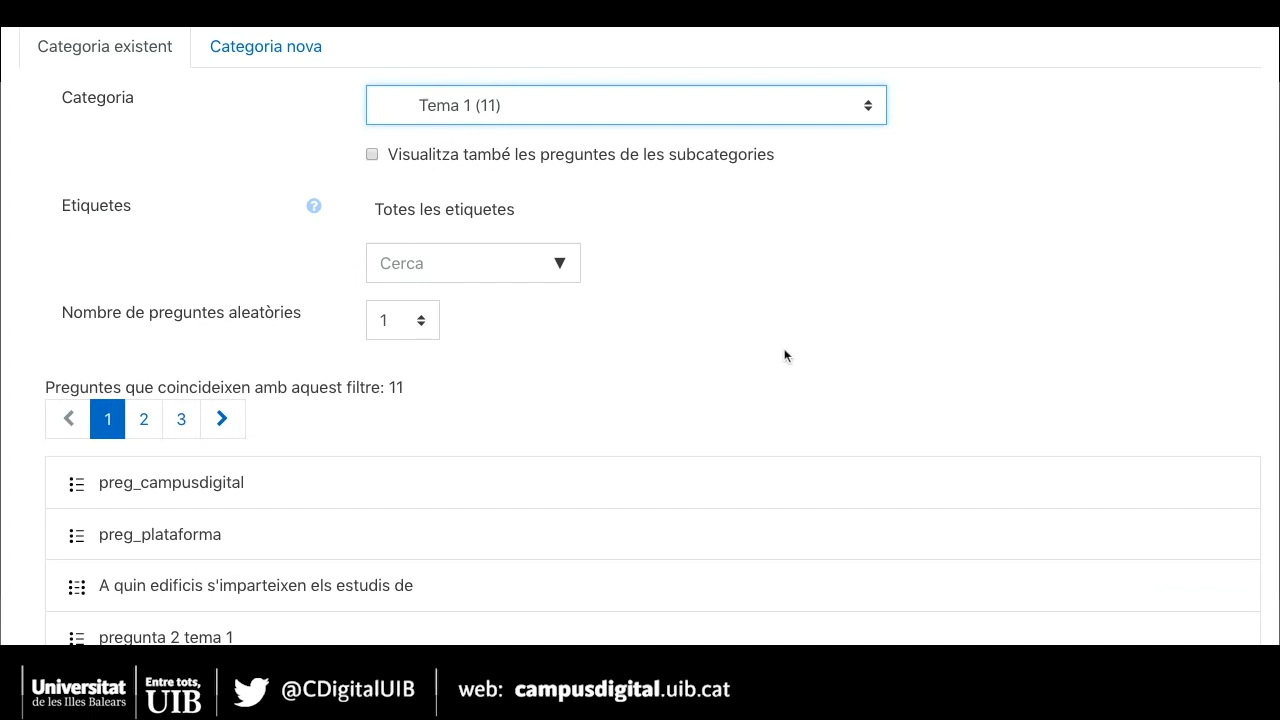 Categoria existent
Categoria nova
Categoria
Tema 1 (11)
Visualitza també les preguntes de les subcategories
Etiquetes
Totes les etiquetes
Cerca
Nombre de preguntes aleatòries
1
Preguntes que coincideixen amb aquest filtre: 11
1 2 3
preg_campusdigital
preg_plataforma
A quin edificis s'imparteixen els estudis de
pregunta 2 tema 1
Universitat
de les Illes Balears
Entre tots,
UIB
@CDigitalUIB
web: campusdigital.uib.cat